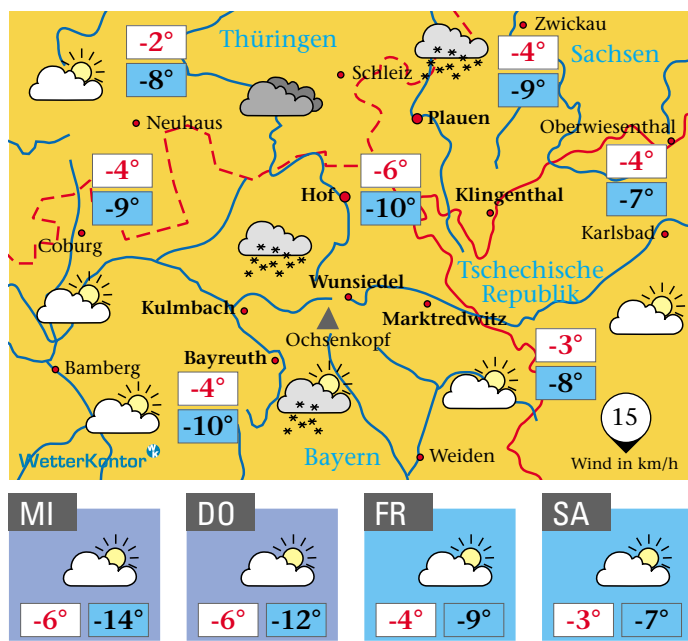 Zwickau
Thüringen
-2°
-4°
Sachsen
Schleiz
-8°
-9°
Plauen
Neuhaus
Oberwiesenthal
-4°
-6°
-4°
Hof
Klingenthal
-9°
-10°
-7°
Coburg
Karlsbad
Tschechische
Republik
Wunsiedel
Kulmbach
Marktredwitz
Ochsenkopf
-3°
Bayreuth
Bamberg
-4°
-8°
-10°
15
WetterKontor
Bayern
Weiden
Wind in km/h
MI
DO
FR
SA
-6° -14°
-6° -12°
-4° -9°
-3° -7°